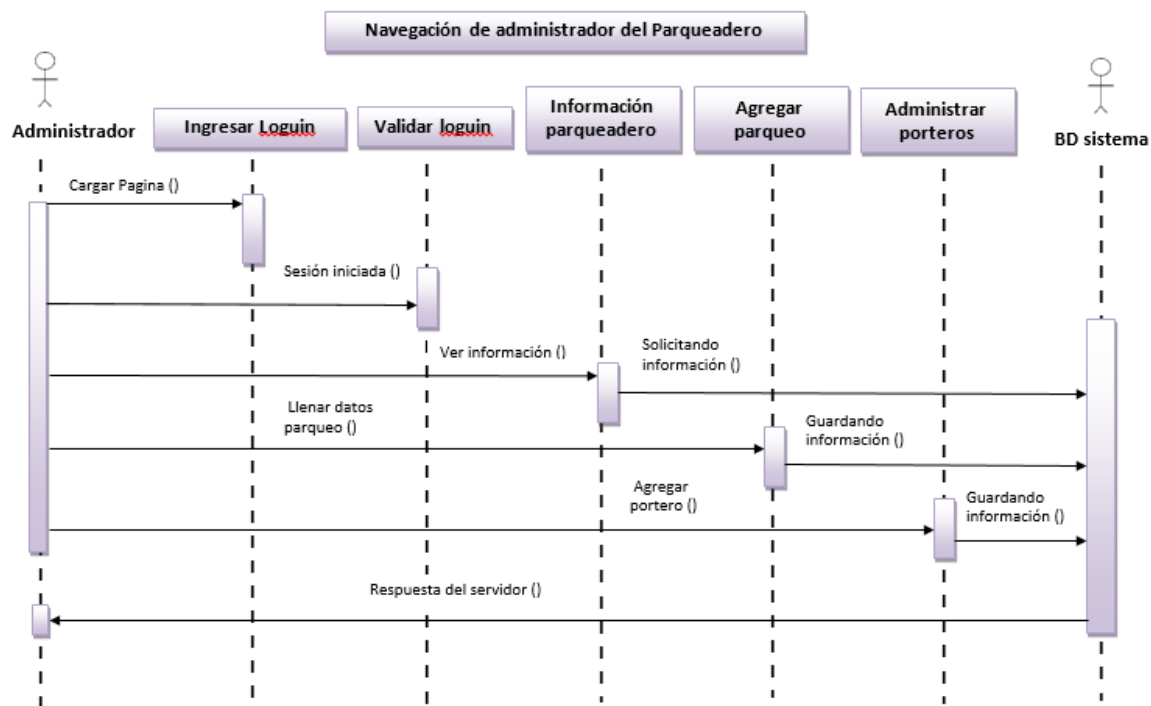 Navegación de administrador del Parqueadero
Administrador
Ingresar Loguin
Validar loguin
Información
parqueadero
Agregar
parqueo
Administrar
porteros
BD sistema
Cargar Pagina ()
Sesión iniciada ()
Ver información ()
Solicitando
información ()
Llenar datos
parqueo ()
Guardando
información ()
Agregar
portero ()
Guardando
información ()
Respuesta del servidor ()